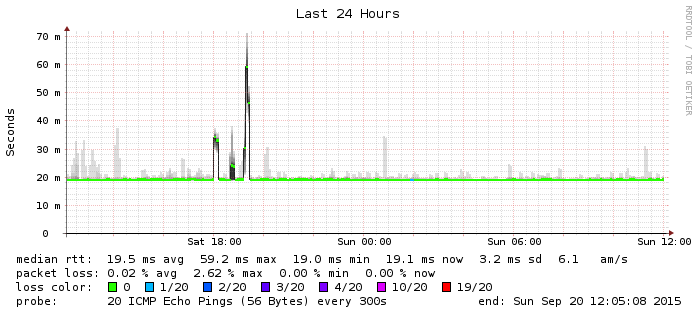 Last 24 Hours
RRDTOOL / TOBI OETIKER
Seconds
70 m
60 m
50 m
40 m
30 m
20 m
10 m
0
Sat 18:00 Sun 00:00 Sun 06:00 Sun 12:00
median rtt: 19.5 ms avg 59.2 ms max 19.0 ms min 19.1 ms now 3.2 ms sd 6.1 am/s
packet loss: 0.02 % avg 2.62 % max 0.00 % min 0.00 % now
loss color: 0 1/20 2/20 3/20 4/20 10/20 19/20
probe: 20 ICMP Echo Pings (56 Bytes) every 300s end: Sun Sep 20 12:05:08 2015